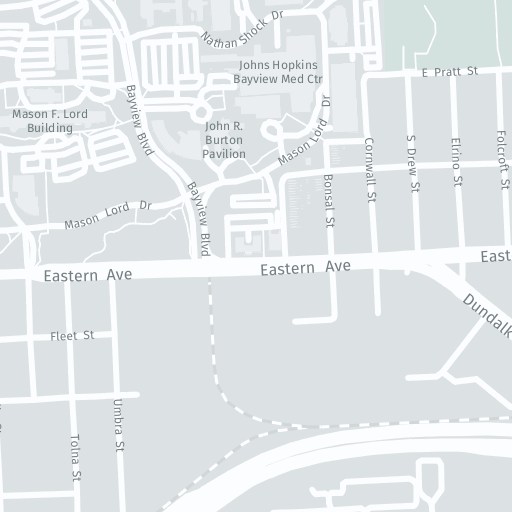 Nathan Shock Dr
Johns Hopkins
Bayview Med Ctr
E Pratt St
Mason F. Lord
Building
Bayview Blvd
John R.
Burton
Pavilion
Mason Lord Dr
Cornwall St
S Drew St
Elrino St
Folcroft St
Bonsal St
Mason Lord Dr
Bayview Blvd
Eastern Ave
Eastern Ave
East
Dundalk
Fleet St
Umbra St
Tolna St